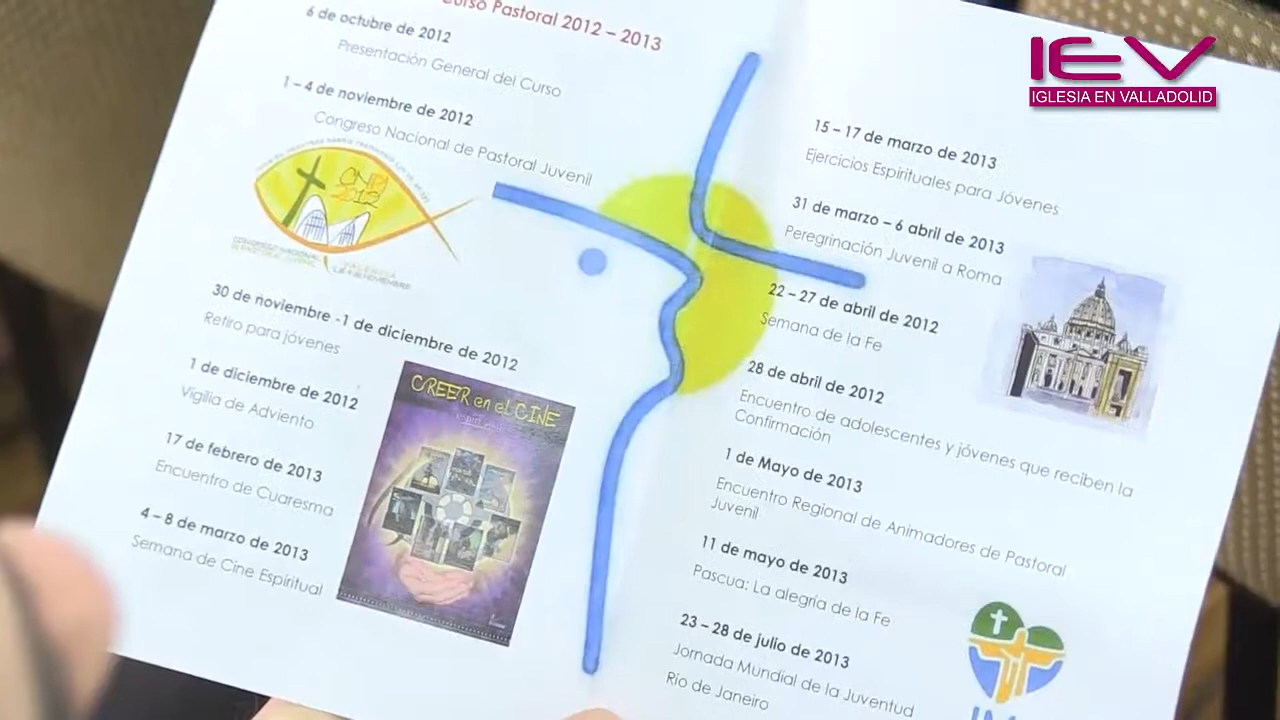 Curso Pastoral 2012 – 2013
6 de octubre de 2012
Presentación General del Curso
1 – 4 de noviembre de 2012
Congreso Nacional de Pastoral Juvenil
2012
CONGRESO NACIONAL
DE PASTORAL JUVENIL
VALENCIA
30 de noviembre -1 de diciembre de 2012
Retiro para jóvenes
1 de diciembre de 2012
Vigilia de Adviento
17 de febrero de 2013
Encuentro de Cuaresma
4 – 8 de marzo de 2013
Semana de Cine Espiritual
CREER en el CINE
15 – 17 de marzo de 2013
Ejercicios Espirituales para Jóvenes
31 de marzo – 6 abril de 2013
Peregrinación Juvenil a Roma
22 – 27 de abril de 2012
Semana de la Fe
28 de abril de 2012
Encuentro de adolescentes y jóvenes que reciben la
Confirmación
1 de Mayo de 2013
Encuentro Regional de Animadores de Pastoral
Juvenil
11 de mayo de 2013
Pascua: La alegría de la Fe
23 – 28 de julio de 2013
Jornada Mundial de la Juventud
Río de Janeiro
IEV
IGLESIA EN VALLADOLID